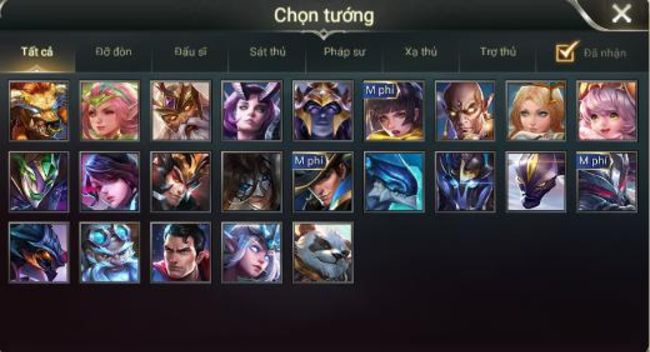 Chọn tướng
Tất cả Đỡ đòn Đấu sĩ Sát thủ Pháp sư Xạ thủ Trợ thủ Đã nhận
M phí
M phí M phí